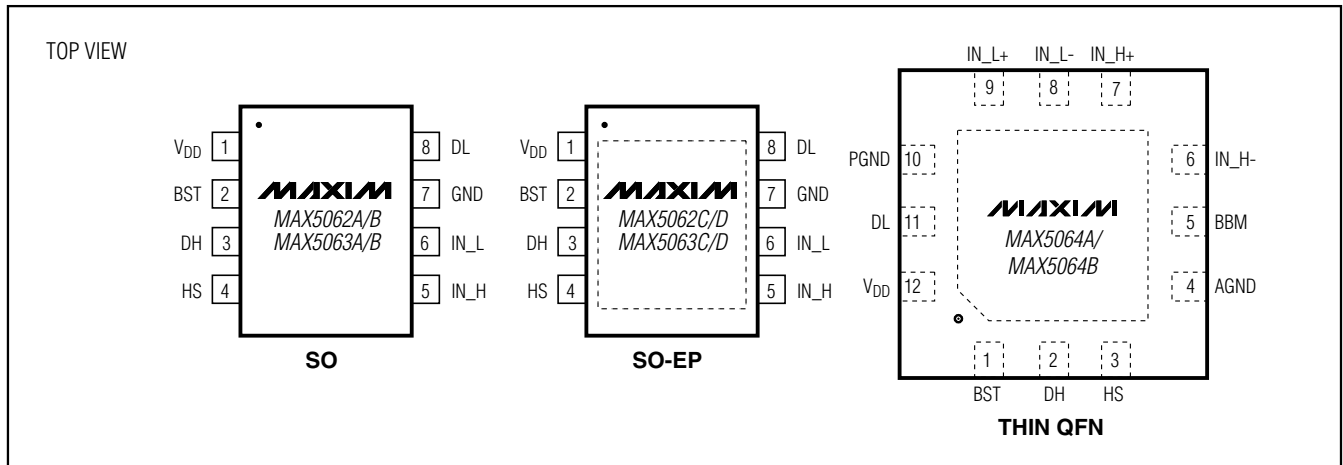 TOP VIEW
VDD 1
BST 2
DH 3
HS 4
MAXIM
MAX5062A/B
MAX5063A/B
8 DL
7 GND
6 IN_L
5 IN_H
SO
VDD 1
BST 2
DH 3
HS 4
MAXIM
MAX5062C/D
MAX5063C/D
8 DL
7 GND
6 IN_L
5 IN_H
SO-EP
IN_L+ IN_L- IN_H+
9 8 7
PGND 10
DL 11
VDD 12
MAXIM
MAX5064A/
MAX5064B
6 IN_H-
5 BBM
4 AGND
1 2 3
BST DH HS
THIN QFN